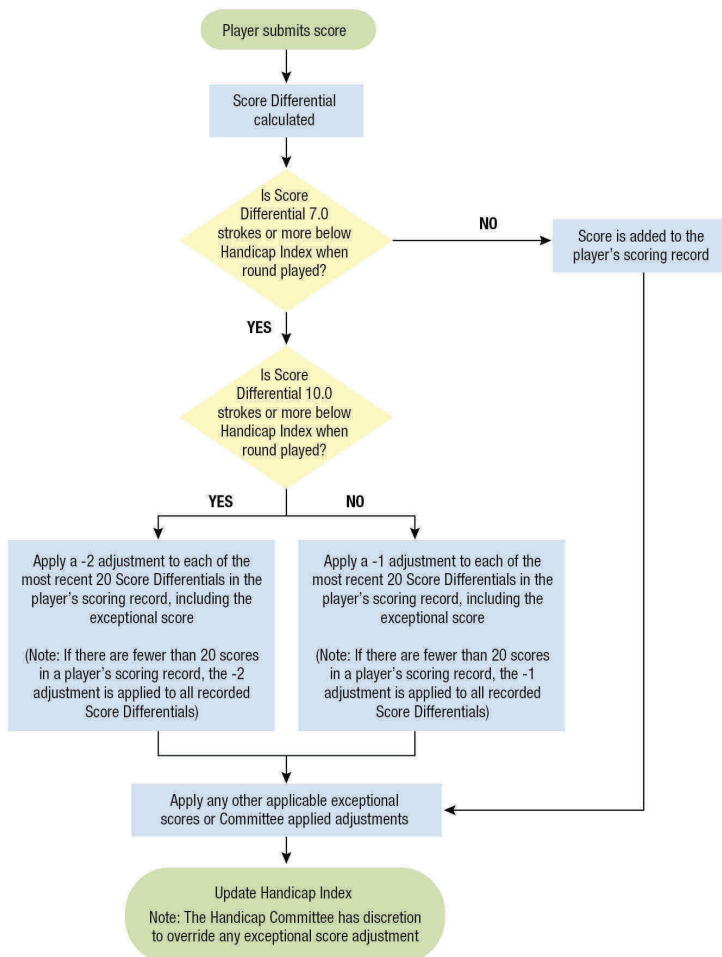 Player submits score
Score Differential
calculated
Is Score
Differential 7.0
strokes or more below
Handicap Index when
round played?
NO
Score is added to the
player's scoring record
YES
Is Score
Differential 10.0
strokes or more below
Handicap Index when
round played?
YES
NO
Apply a -2 adjustment to each of the
most recent 20 Score Differentials in the
player's scoring record, including the
exceptional score
(Note: If there are fewer than 20 scores
in a player's scoring record, the -2
adjustment is applied to all recorded
Score Differentials)
Apply a -1 adjustment to each of the
most recent 20 Score Differentials in the
player's scoring record, including the
exceptional score
(Note: If there are fewer than 20 scores
in a player's scoring record, the -1
adjustment is applied to all recorded
Score Differentials)
Apply any other applicable exceptional
scores or Committee applied adjustments
Update Handicap Index
Note: The Handicap Committee has discretion
to override any exceptional score adjustment